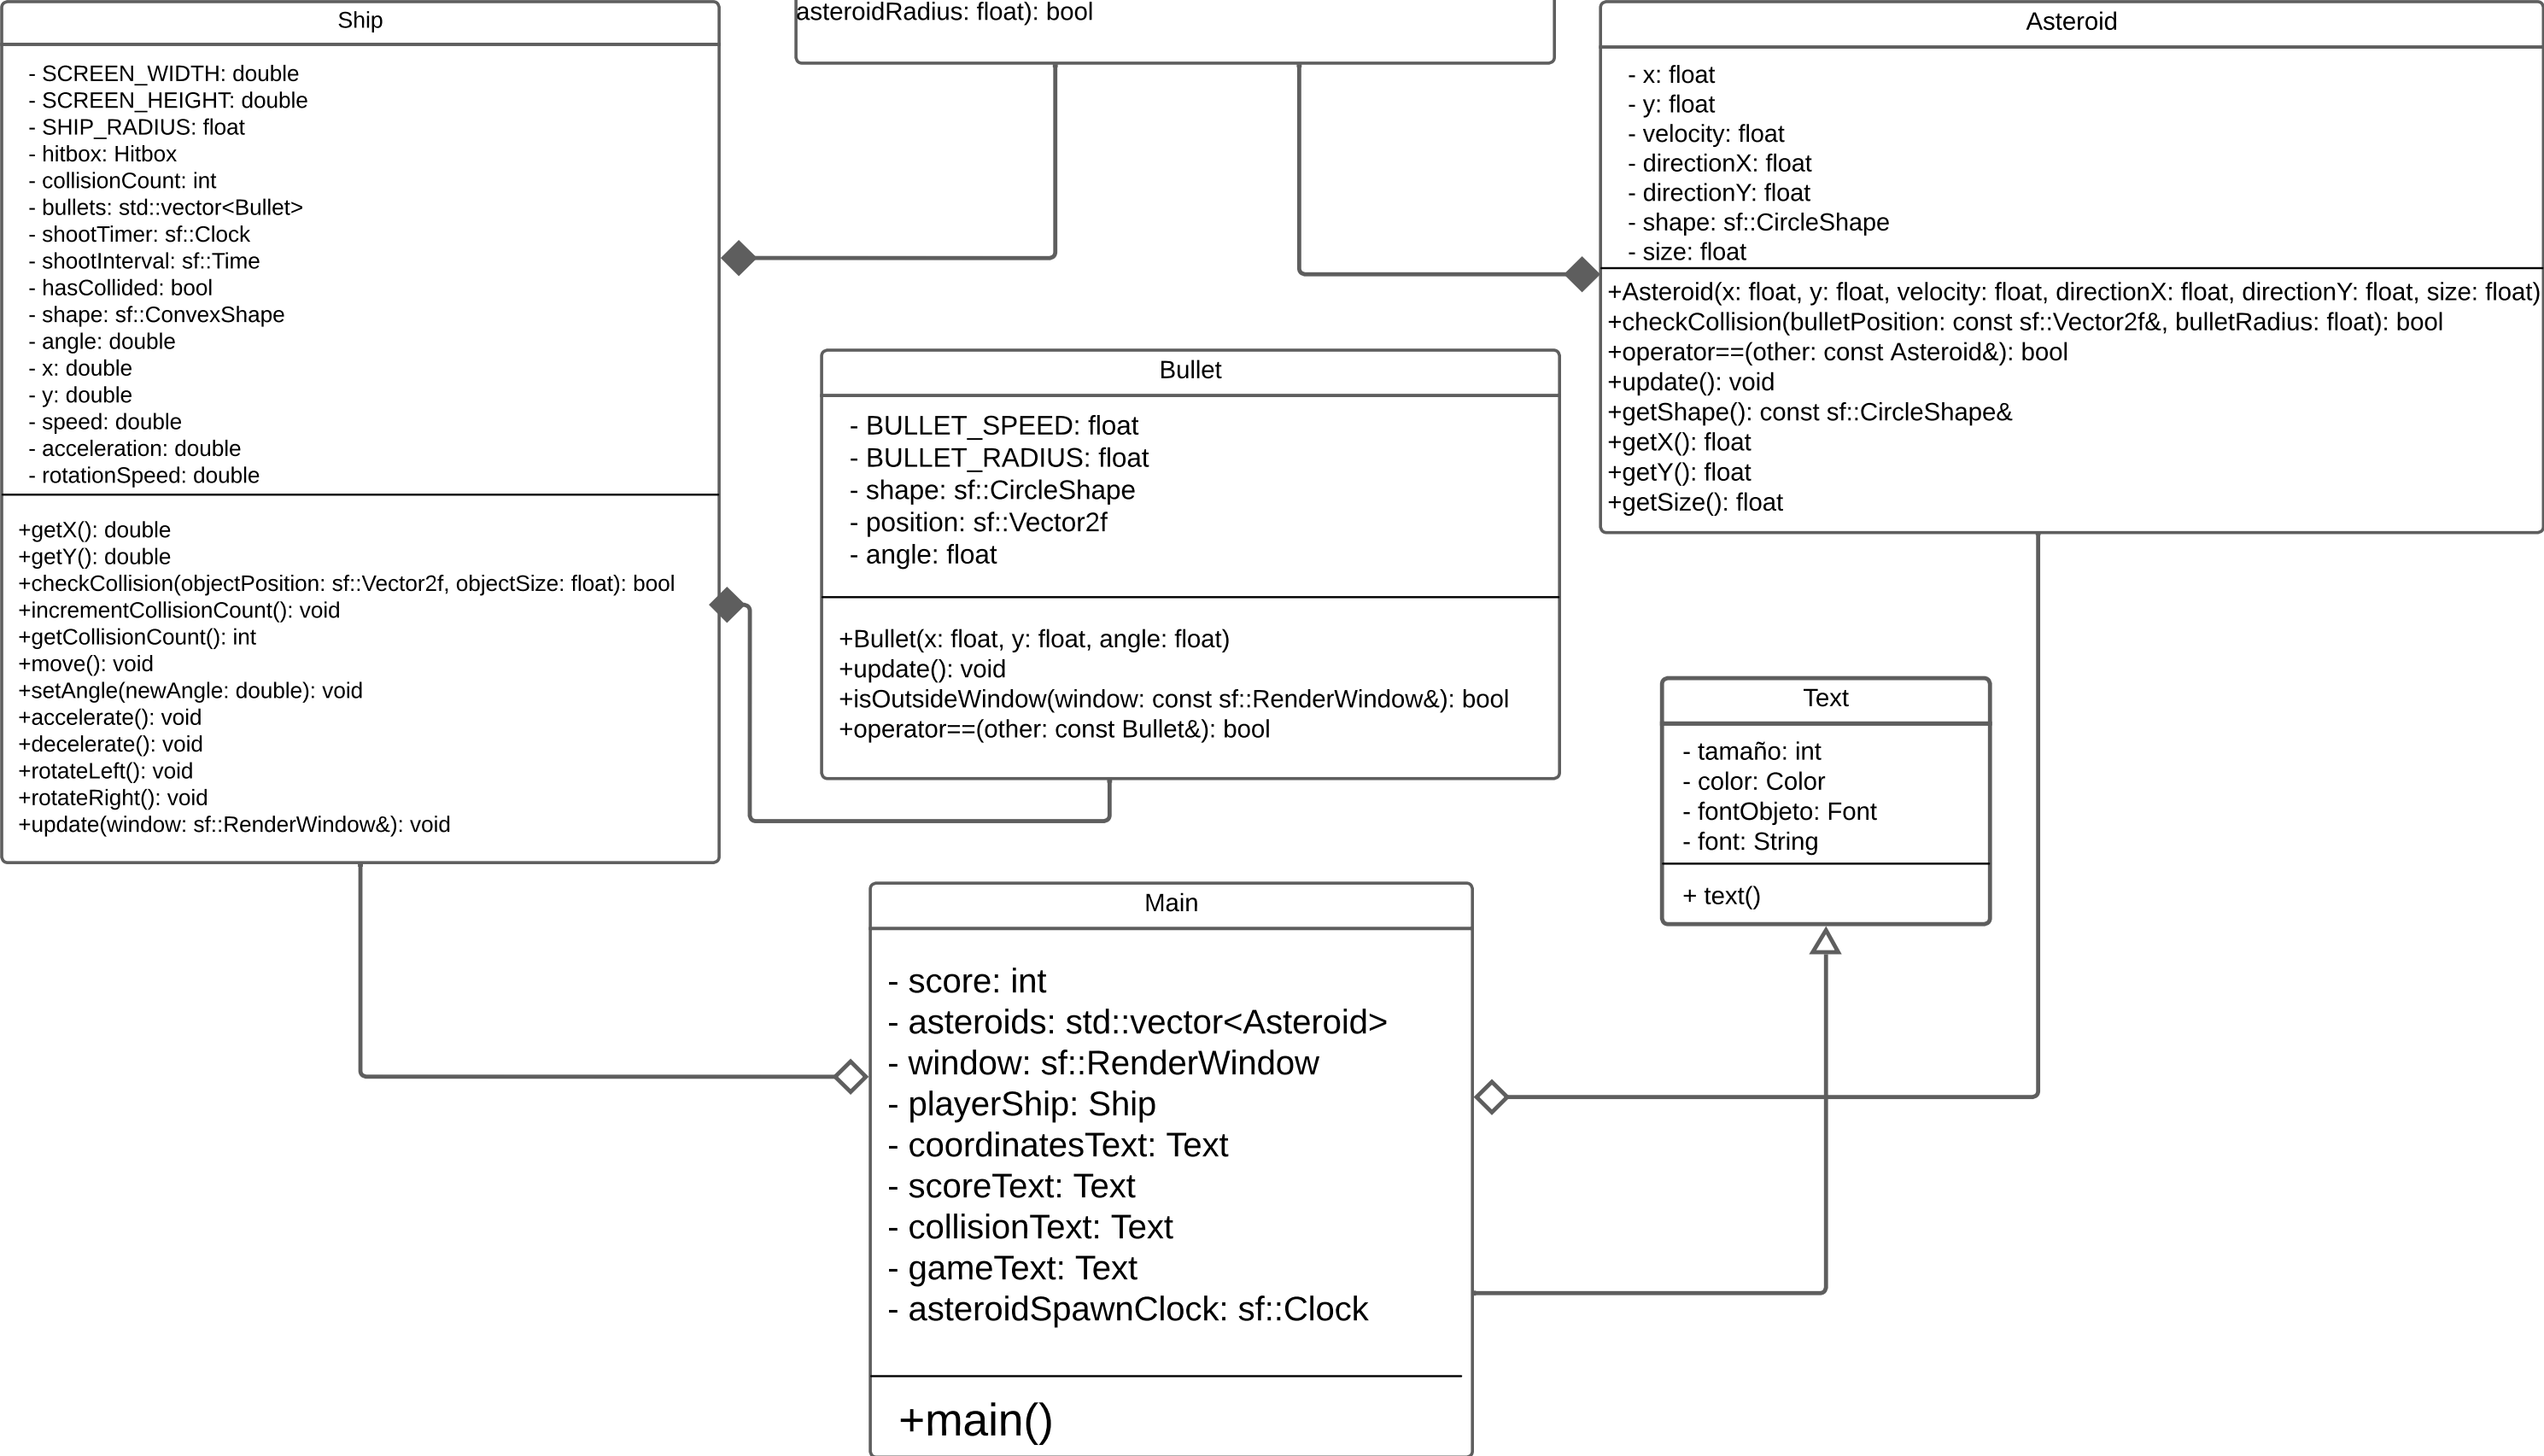 Ship
- SCREEN_WIDTH: double
- SCREEN_HEIGHT: double
- SHIP_RADIUS: float
- hitbox: Hitbox
- collisionCount: int
- bullets: std::vector<Bullet>
- shootTimer: sf::Clock
- shootInterval: sf::Time
- hasCollided: bool
- shape: sf::ConvexShape
- angle: double
- x: double
- y: double
- speed: double
- acceleration: double
- rotationSpeed: double
+getX(): double
+getY(): double
+checkCollision(objectPosition: sf::Vector2f, objectSize: float): bool
+incrementCollisionCount(): void
+getCollisionCount(): int
+move(): void
+setAngle(newAngle: double): void
+accelerate(): void
+decelerate(): void
+rotateLeft(): void
+rotateRight(): void
+update(window: sf::RenderWindow&): void
asteroidRadius: float): bool
Asteroid
- x: float
- y: float
- velocity: float
- directionX: float
- directionY: float
- shape: sf::CircleShape
- size: float
+Asteroid(x: float, y: float, velocity: float, directionX: float, directionY: float, size: float)
+checkCollision(bulletPosition: const sf::Vector2f&, bulletRadius: float): bool
+operator==(other: const Asteroid&): bool
+update(): void
+getShape(): const sf::CircleShape&
+getX(): float
+getY(): float
+getSize(): float
Bullet
- BULLET_SPEED: float
- BULLET_RADIUS: float
- shape: sf::CircleShape
- position: sf::Vector2f
- angle: float
+Bullet(x: float, y: float, angle: float)
+update(): void
+isOutsideWindow(window: const sf::RenderWindow&): bool
+operator==(other: const Bullet&): bool
Text
- tamaño: int
- color: Color
- fontObjeto: Font
- font: String
+ text()
Main
- score: int
- asteroids: std::vector<Asteroid>
- window: sf::RenderWindow
- playerShip: Ship
- coordinatesText: Text
- scoreText: Text
- collisionText: Text
- gameText: Text
- asteroidSpawnClock: sf::Clock
+main()